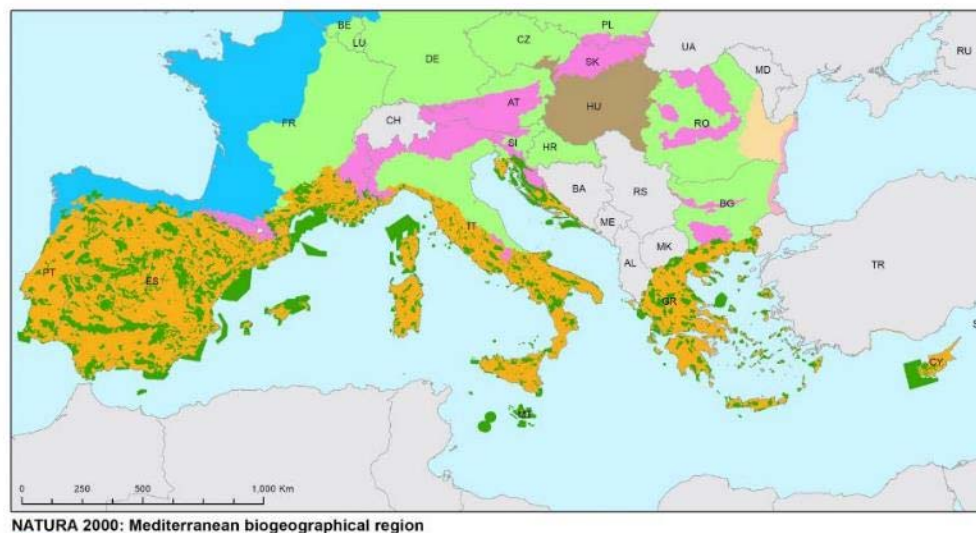 BE
PL
LU
CZ
UA
DE
SK
MD
RU
AT
HU
FR
CH
RO
SI
HR
BA
RS
BG
ME
IT
MK
PT
AL
ES
TR
GR
S
CY
0 250 500 1,000 Km
NATURA 2000: Mediterranean biogeographical region